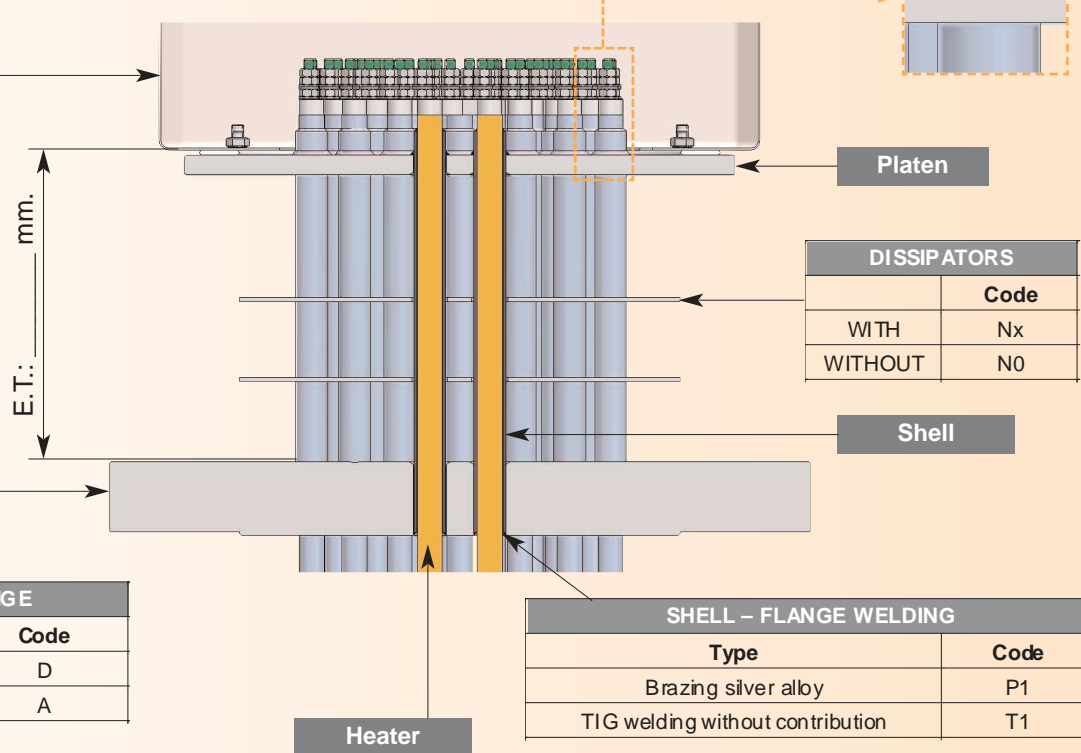 Platen
E.T.: ______ mm.
DISSIPATORS
Code
WITH Nx
WITHOUT N0
Shell
GE
Code
D
A
SHELL – FLANGE WELDING
Type Code
Brazing silver alloy P1
TIG welding without contribution T1
Heater